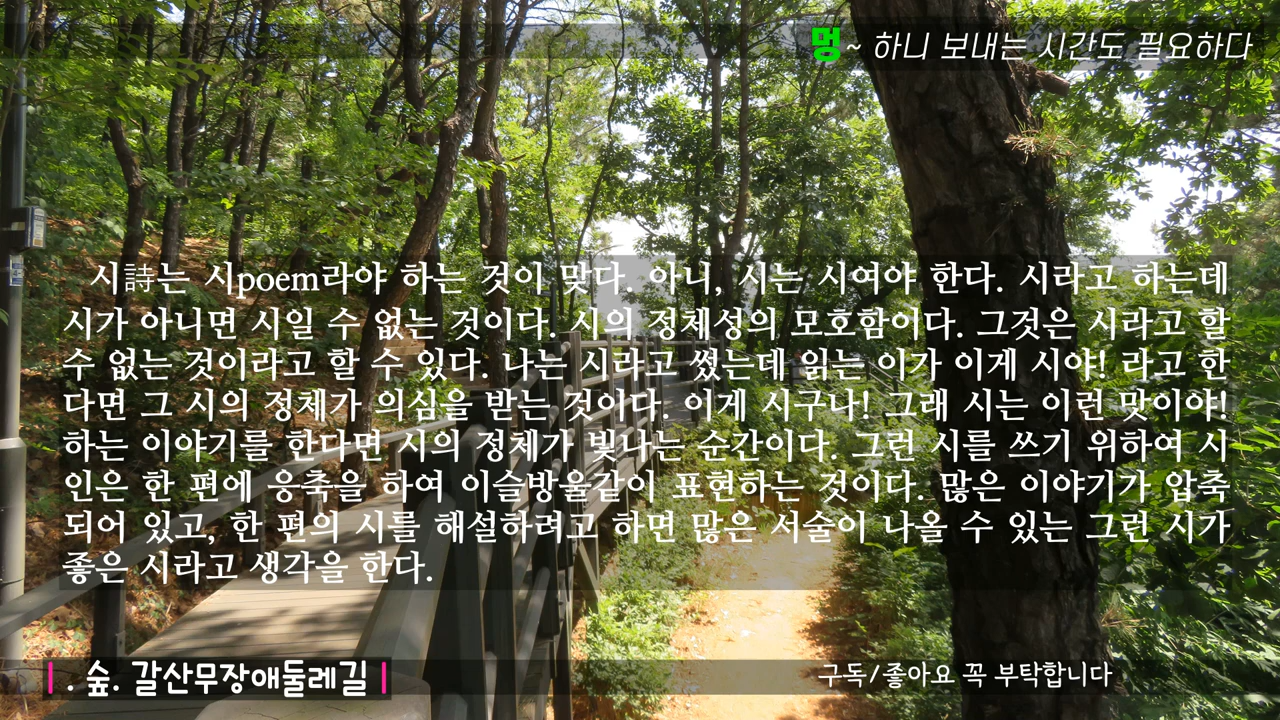 멍~ 하니 보내는 시간도 필요하다
시詩는 시poem라야 하는 것이 맞다. 아니, 시는 시여야 한다. 시라고 하는데
시가 아니면 시일 수 없는 것이다. 시의 정체성의 모호함이다. 그것은 시라고 할
수 없는 것이라고 할 수 있다. 나는 시라고 썼는데 읽는 이가 이게 시야! 라고 한
다면 그 시의 정체가 의심을 받는 것이다. 이게 시구나! 그래 시는 이런 맛이야!
하는 이야기를 한다면 시의 정체가 빛나는 순간이다. 그런 시를 쓰기 위하여 시
인은 한 편에 응축을 하여 이슬방울같이 표현하는 것이다. 많은 이야기가 압축
되어 있고, 한 편의 시를 해설하려고 하면 많은 서술이 나올 수 있는 그런 시가
좋은 시라고 생각을 한다.
. 숲. 갈산무장애둘레길
구독/좋아요 꼭 부탁합니다